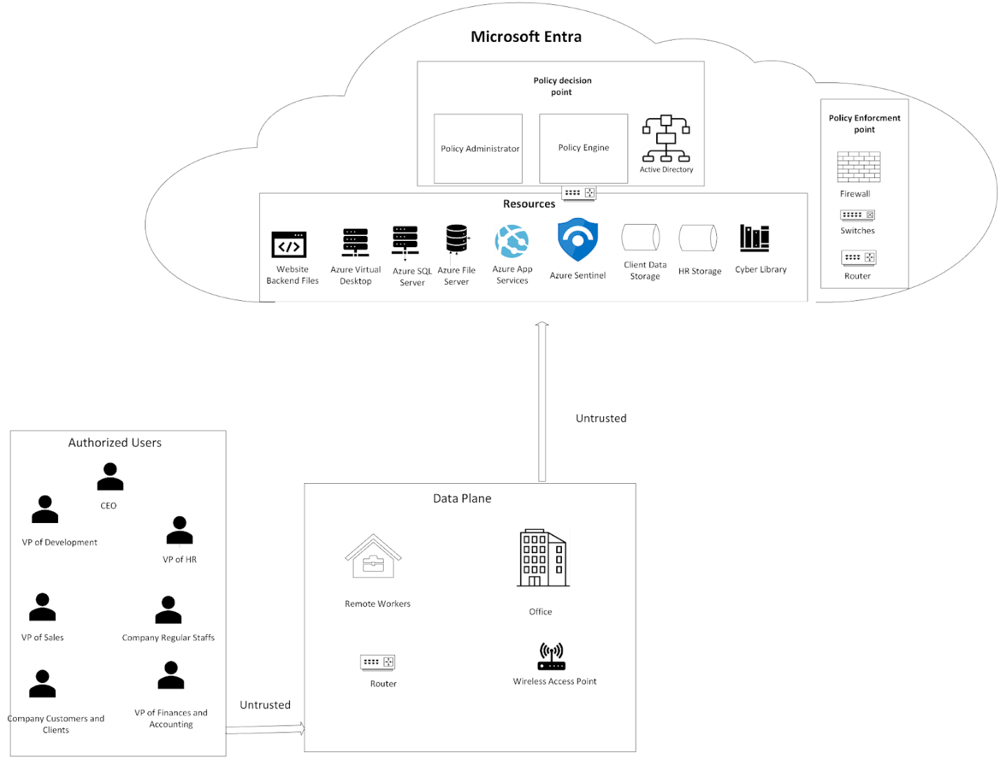 Microsoft Entra
Policy decision
point
Policy Administrator
Policy Engine
Active Directory
Policy Enforcment
point
Firewall
Switches
Router
Resources
Website
Backend Files
Azure Virtual
Desktop
Azure SQL
Server
Azure File
Server
Azure App
Services
Azure Sentinel
Client Data
Storage
HR Storage
Cyber Library
Untrusted
Authorized Users
CEO
VP of Development
VP of HR
VP of Sales
Company Regular Staffs
Company Customers and
Clients
VP of Finances and
Accounting
Untrusted
Data Plane
Remote Workers
Office
Router
Wireless Access Point